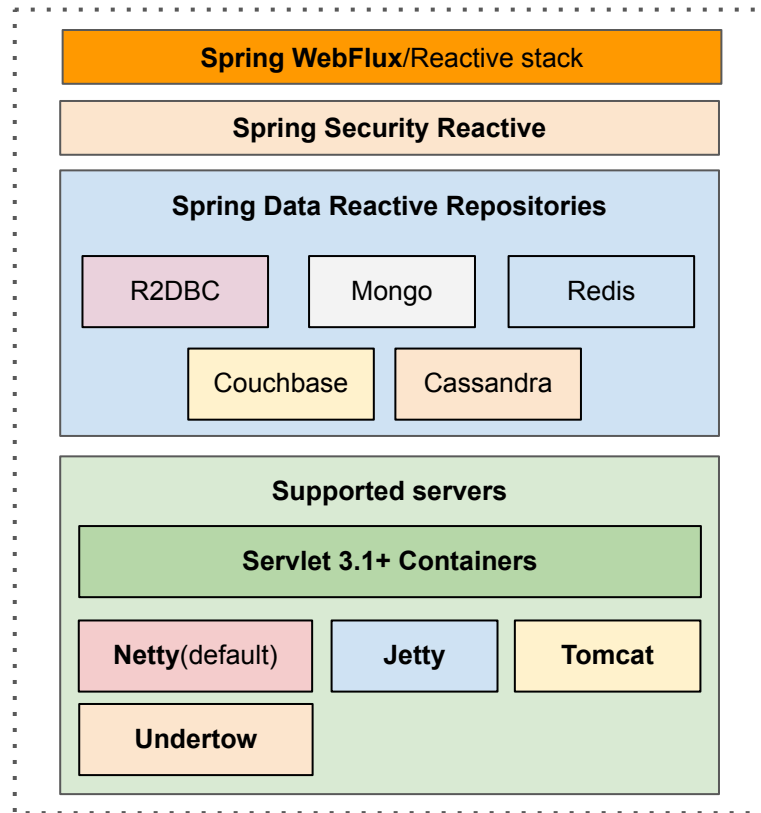 Spring WebFlux/Reactive stack
Spring Security Reactive
Spring Data Reactive Repositories
R2DBC
Mongo
Redis
Couchbase
Cassandra
Supported servers
Servlet 3.1+ Containers
Netty(default)
Jetty
Tomcat
Undertow